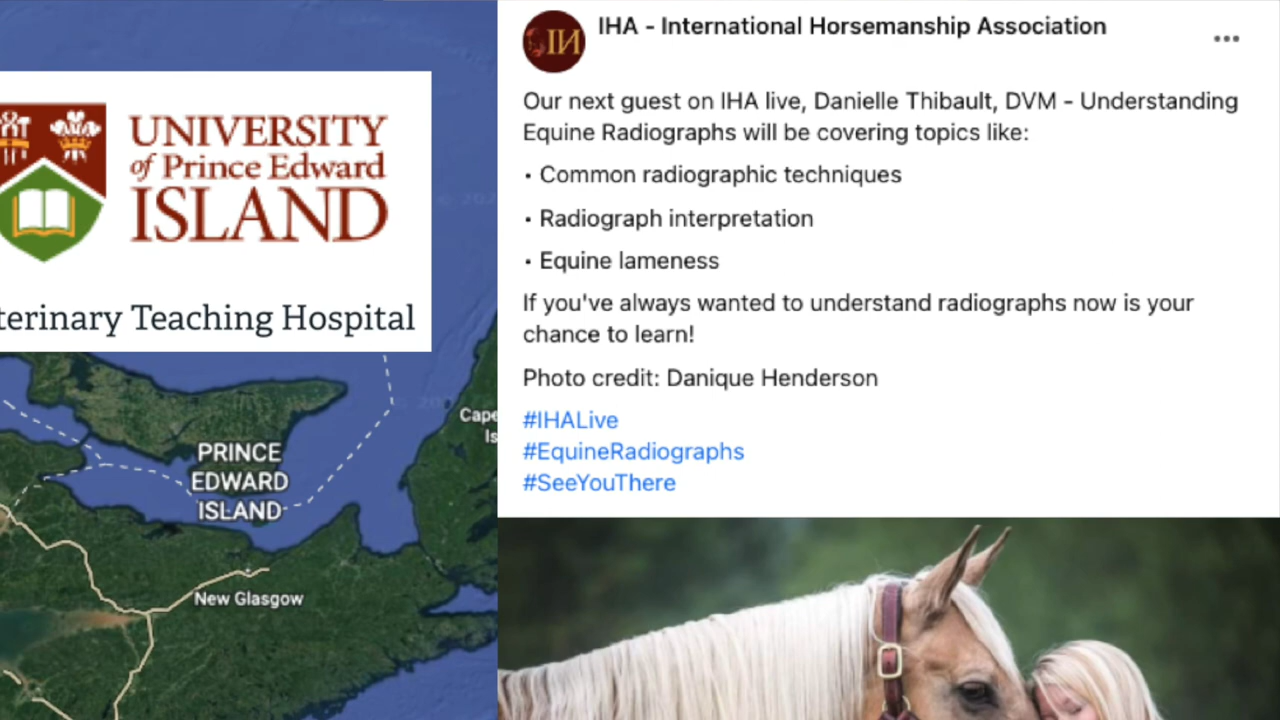 UNIVERSITY
of Prince Edward
ISLAND
Teaching Hospital
PRINCE
EDWARD
ISLAND
New Glasgow
IHA - International Horsemanship Association
Our next guest on IHA live, Danielle Thibault, DVM - Understanding
Equine Radiographs will be covering topics like:
• Common radiographic techniques
• Radiograph interpretation
• Equine lameness
If you've always wanted to understand radiographs now is your
chance to learn!
Photo credit: Danique Henderson
#IHALive
#EquineRadiographs
#SeeYouThere